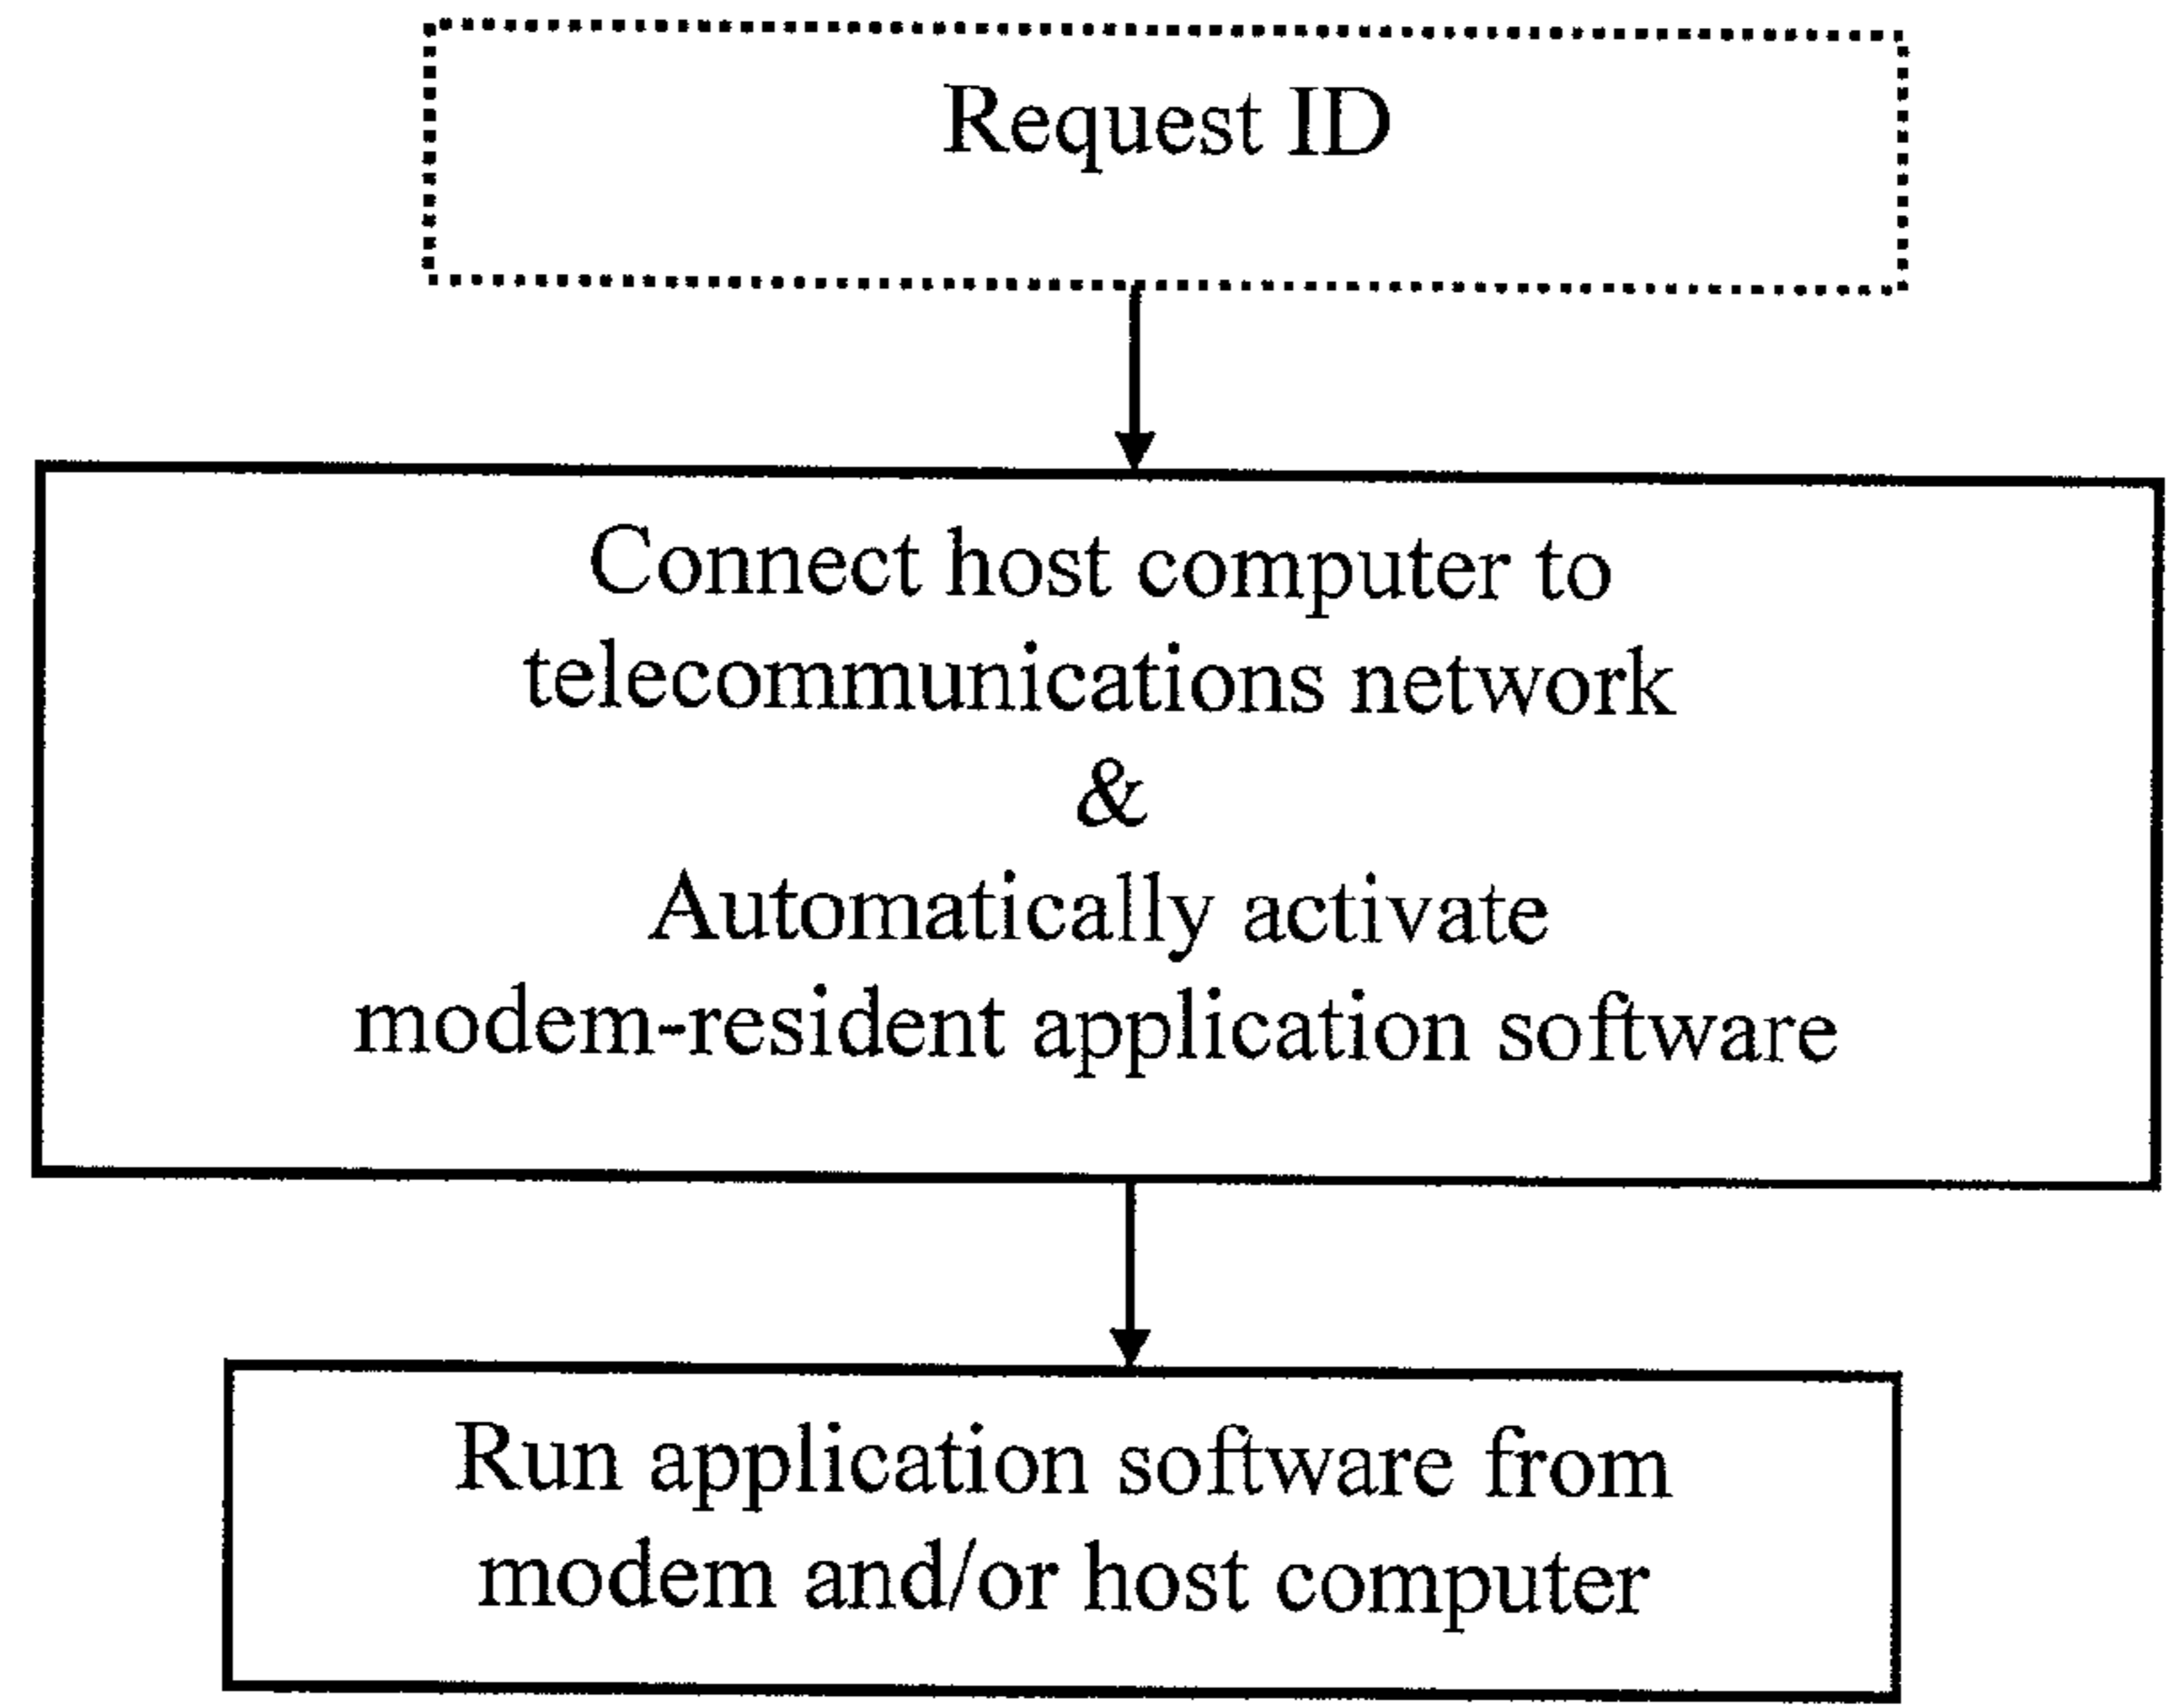 Request ID
Connect host computer to
telecommunications network
&
Automatically activate
modem-resident application software
Run application software from
modem and/or host computer